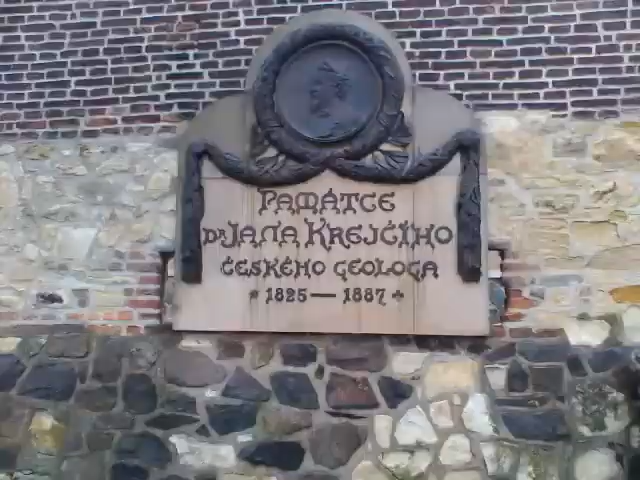 PAMÁTCE
DR JANA KREJČÍHO
ČESKÉHO GEOLOGA
* 1825 — 1887 +